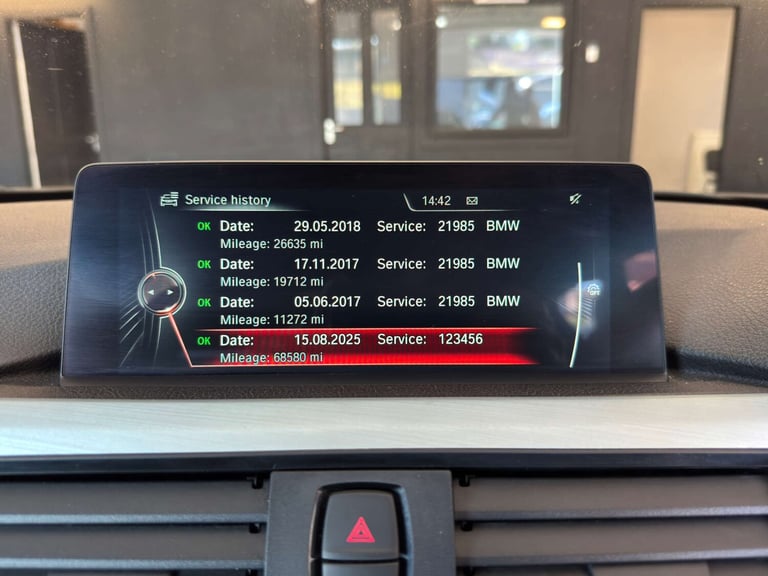 Service history
14:42
OK Date: 29.05.2018 Service: 21985 BMW
Mileage: 26635 mi
OK Date: 17.11.2017 Service: 21985 BMW
Mileage: 19712 mi
OK Date: 05.06.2017 Service: 21985 BMW
Mileage: 11272 mi
OK Date: 15.08.2025 Service: 123456
Mileage: 68580 mi
OFF